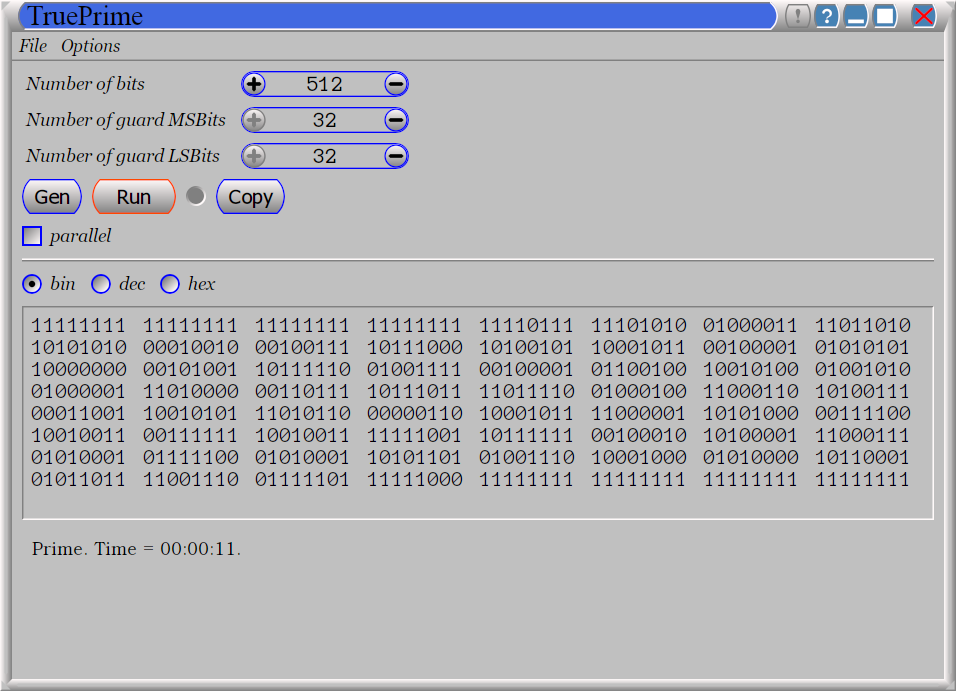 TruePrime
File Options
Number of bits 512
Number of guard MSBits 32
Number of guard LSBits 32
Gen Run Copy
parallel
bin dec hex
11111111 11111111 11111111 11111111 11110111 11101010 01000011 11011010
10101010 00010010 00100111 10111000 10100101 10001011 00100001 01010101
10000000 00101001 10111110 01001111 00100001 01100100 10010100 01001010
01000001 11010000 00110111 10111011 11011110 01000100 11000110 10100111
00011001 10010101 11010110 00000110 10001011 11000001 10101000 00111100
10010011 00111111 10010011 11111001 10111111 00100010 10100001 11000111
01010001 01111100 01010001 10101101 01001110 10001000 01010000 10110001
01011011 11001110 01111101 11111000 11111111 11111111 11111111 11111111
Prime. Time = 00:00:11.